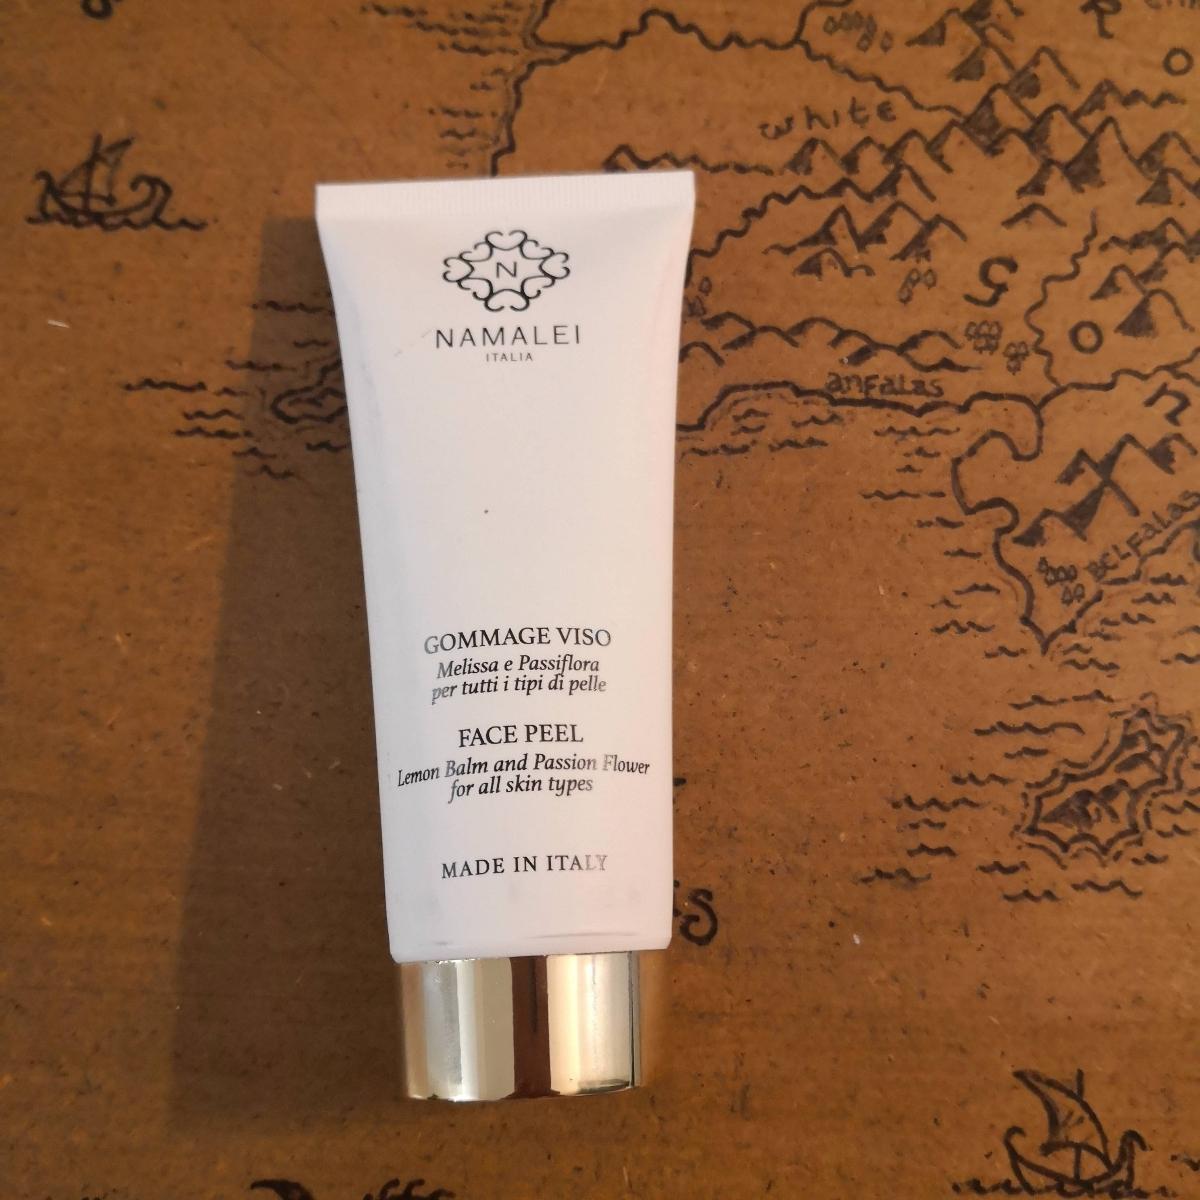 N
NAMALEI
ITALIA
GOMMAGE VISO
Melissa e Passiflora
per tutti i tipi di pelle
FACE PEEL
Lemon Balm and Passion Flower
for all skin types
MADE IN ITALY
white
anfalas
BELFalas